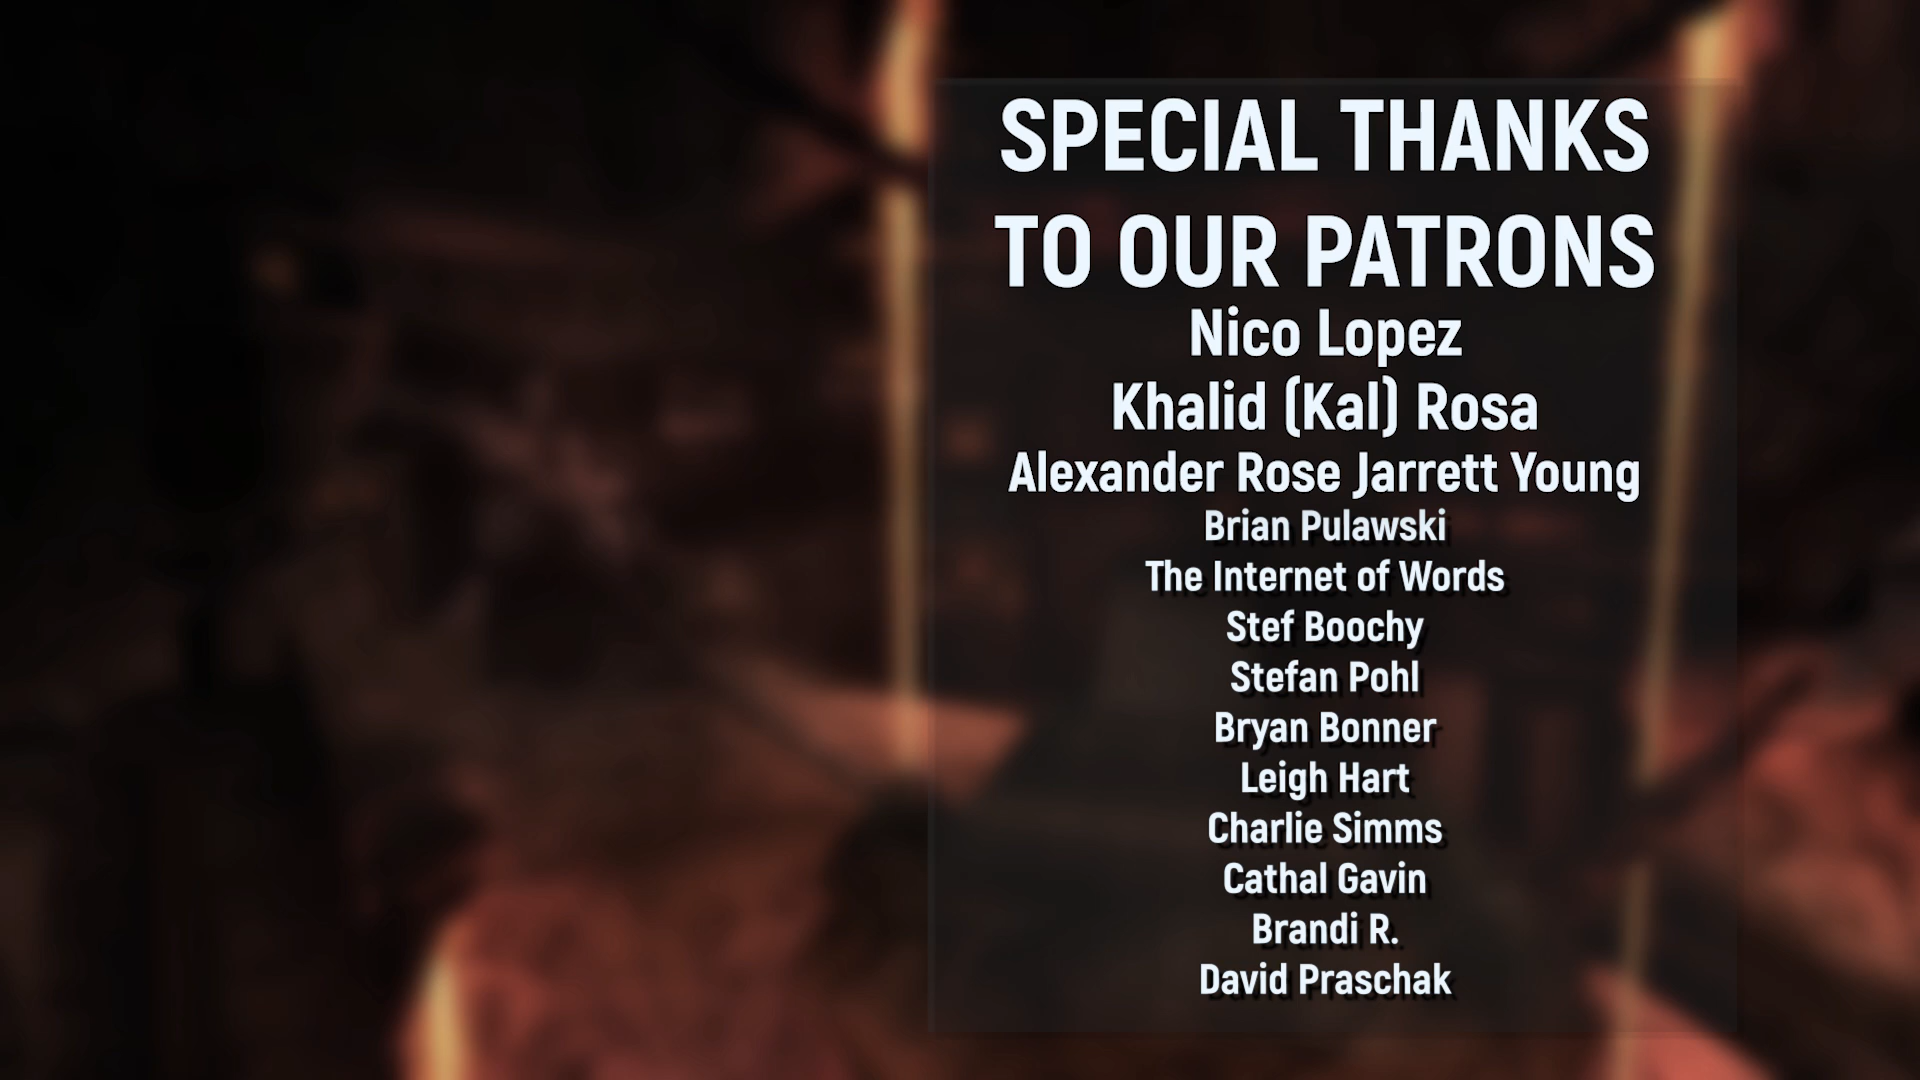 SPECIAL THANKS
TO OUR PATRONS
Nico Lopez
Khalid (Kal) Rosa
Alexander Rose Jarrett Young
Brian Pulawski
The Internet of Words
Stef Boochy
Stefan Pohl
Bryan Bonner
Leigh Hart
Charlie Simms
Cathal Gavin
Brandi R.
David Praschak